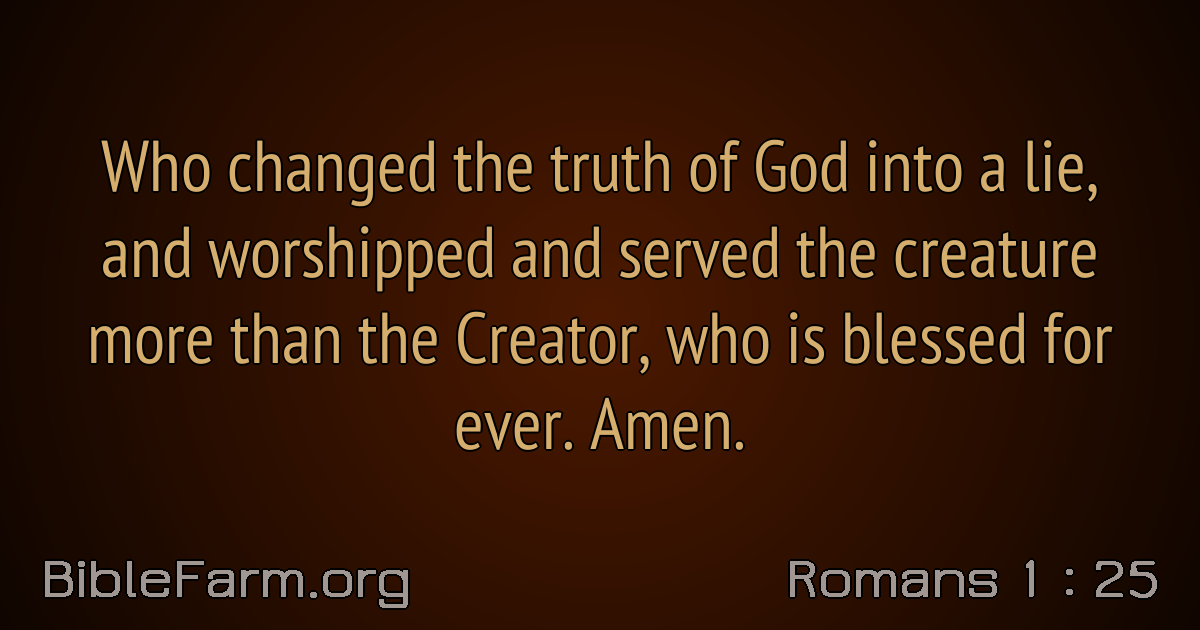 Who changed the truth of God into a lie,
and worshipped and served the creature
more than the Creator, who is blessed for
ever. Amen.
BibleFarm.org
Romans 1 : 25